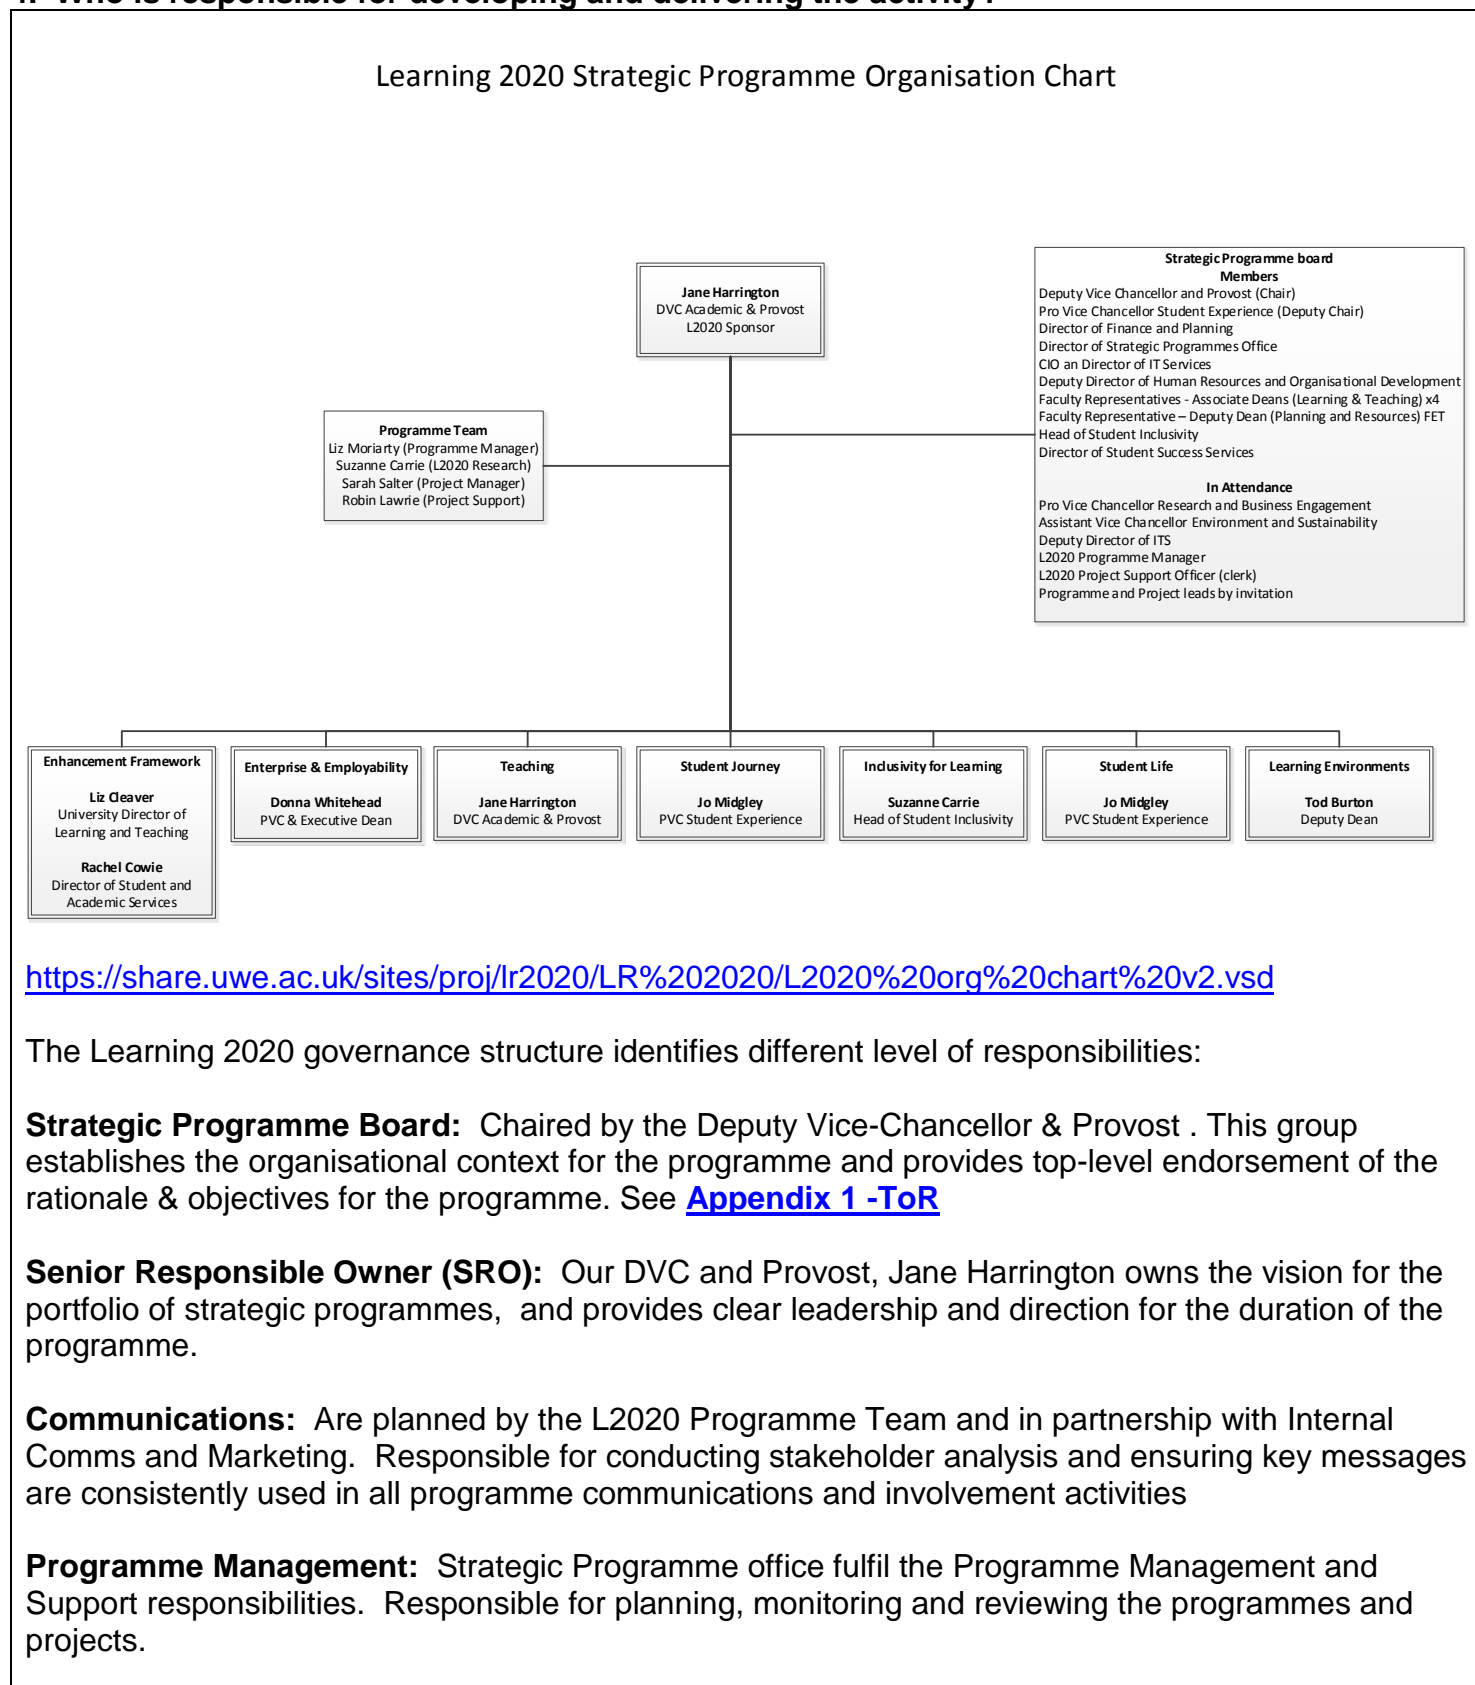 4. Who is responsible for developing and delivering the activity?
Learning 2020 Strategic Programme Organisation Chart
Jane Harrington
DVC Academic & Provost
L2020 Sponsor
Strategic Programme board
Members
Deputy Vice Chancellor and Provost (Chair)
Pro Vice Chancellor Student Experience (Deputy Chair)
Director of Finance and Planning
Director of Strategic Programmes Office
CIO an Director of IT Services
Deputy Director of Human Resources and Organisational Development
Faculty Representatives - Associate Deans (Learning & Teaching) x4
Faculty Representative – Deputy Dean (Planning and Resources) FET
Head of Student Inclusivity
Director of Student Success Services
In Attendance
Pro Vice Chancellor Research and Business Engagement
Assistant Vice Chancellor Environment and Sustainability
Deputy Director of ITS
L2020 Programme Manager
L2020 Project Support Officer (clerk)
Programme and Project leads by invitation
Programme Team
Liz Moriarty (Programme Manager)
Suzanne Carrie (L2020 Research)
Sarah Salter (Project Manager)
Robin Lawrie (Project Support)
Enhancement Framework
Liz Cleaver
University Director of
Learning and Teaching
Rachel Cowie
Director of Student and
Academic Services
Enterprise & Employability
Donna Whitehead
PVC & Executive Dean
Teaching
Jane Harrington
DVC Academic & Provost
Student Journey
Jo Midgley
PVC Student Experience
Inclusivity for Learning
Suzanne Carrie
Head of Student Inclusivity
Student Life
Jo Midgley
PVC Student Experience
Learning Environments
Tod Burton
Deputy Dean
https://share.uwe.ac.uk/sites/proj/lr2020/LR%202020/L2020%20org%20chart%20v2.vsd
The Learning 2020 governance structure identifies different level of responsibilities:
Strategic Programme Board:  Chaired by the Deputy Vice-Chancellor & Provost . This group
establishes the organisational context for the programme and provides top-level endorsement of the
rationale & objectives for the programme. See Appendix 1 -ToR
Senior Responsible Owner (SRO):  Our DVC and Provost, Jane Harrington owns the vision for the
portfolio of strategic programmes,  and provides clear leadership and direction for the duration of the
programme.
Communications:  Are planned by the L2020 Programme Team and in partnership with Internal
Comms and Marketing.  Responsible for conducting stakeholder analysis and ensuring key messages
are consistently used in all programme communications and involvement activities
Programme Management:  Strategic Programme office fulfil the Programme Management and
Support responsibilities.  Responsible for planning, monitoring and reviewing the programmes and
projects.